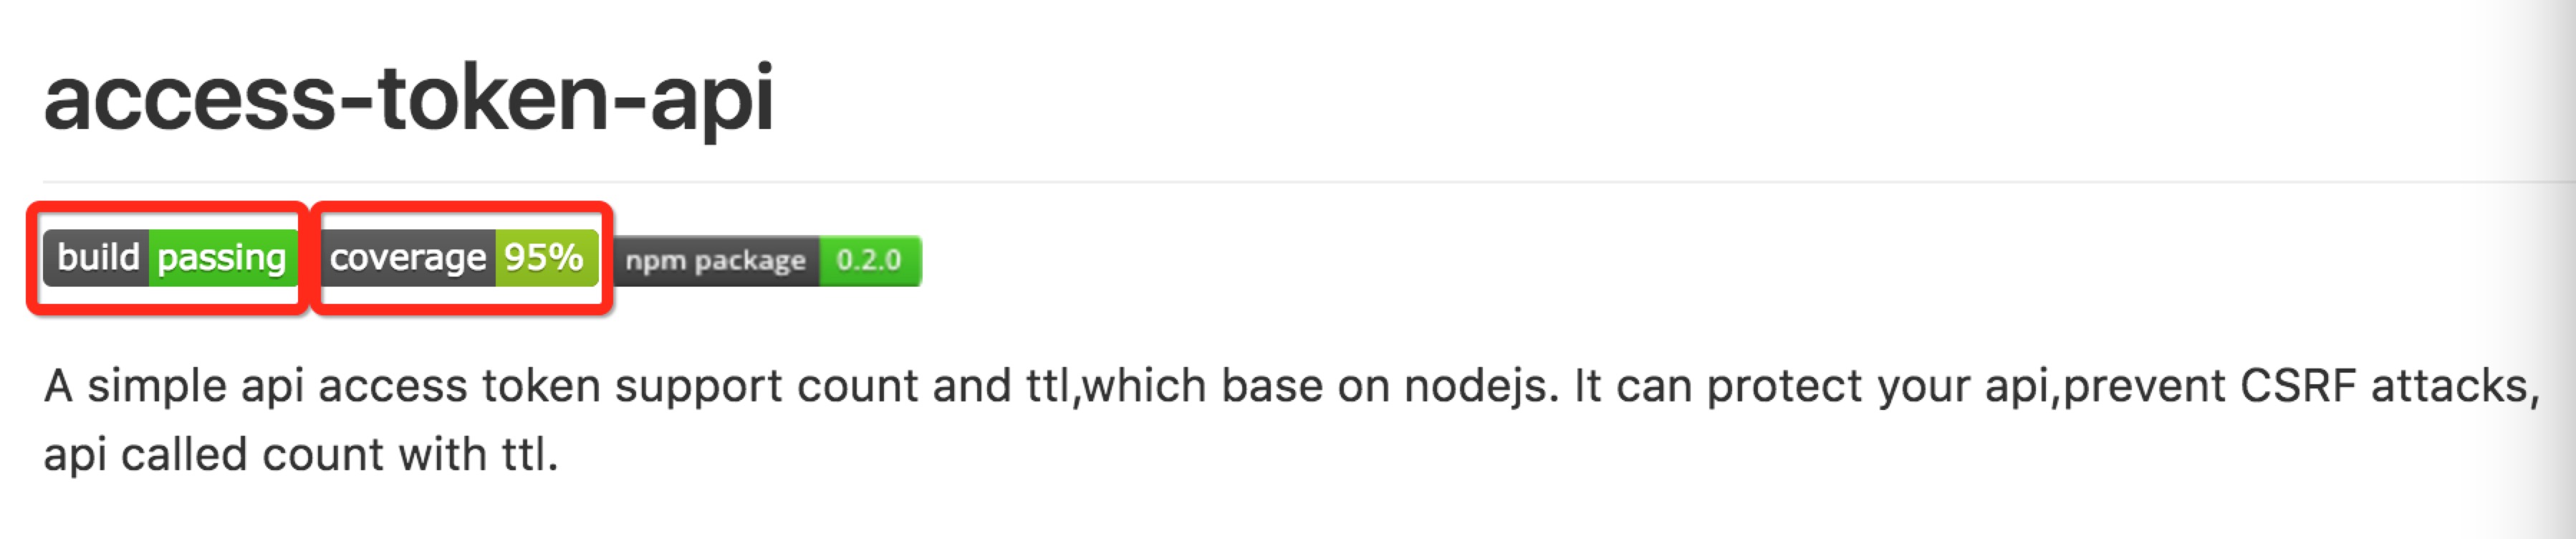 access-token-api
build passing coverage 95% npm package 0.2.0
A simple api access token support count and ttl,which base on nodejs. It can protect your api,prevent CSRF attacks,
api called count with ttl.